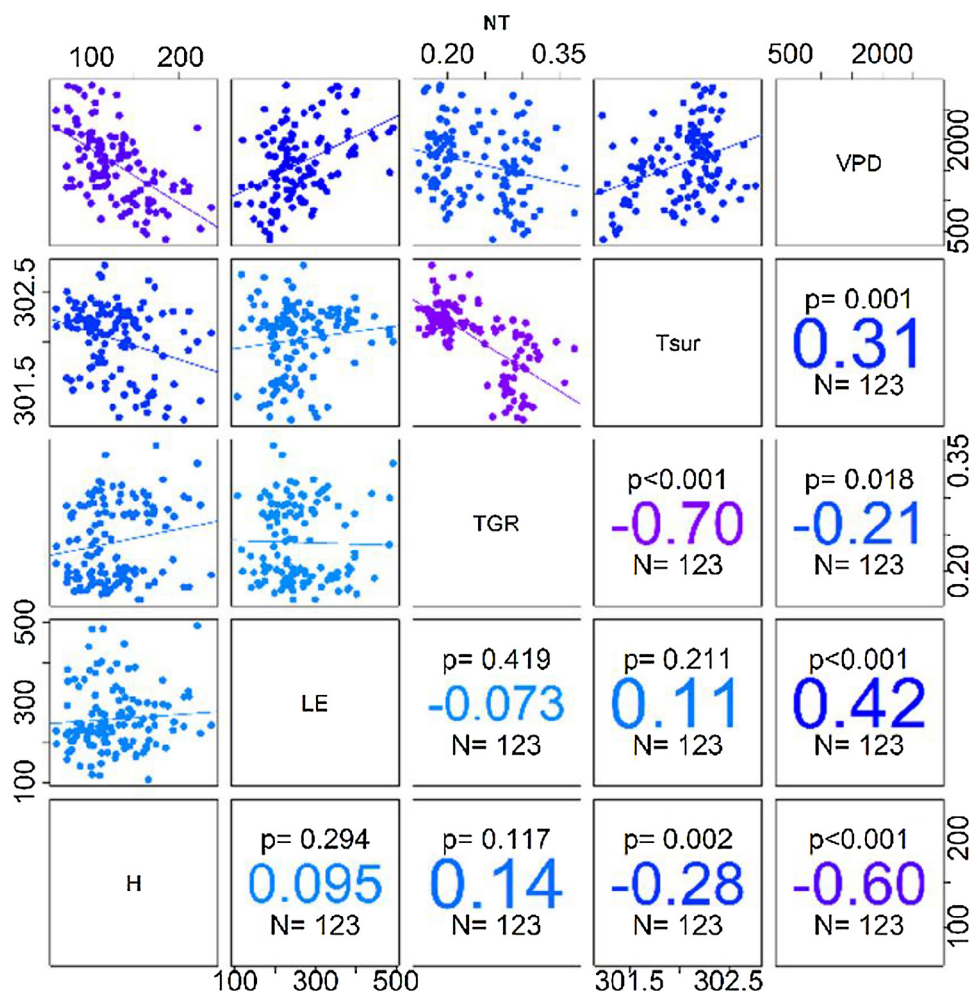 NT
100 200
0.20 0.35
500 2000
VPD
500 2000
301.5 302.5
Tsur
p= 0.001
0.31
N= 123
TGR
p<0.001
-0.70
N= 123
p= 0.018
-0.21
N= 123
0.20 0.35
100 300 500
LE
p= 0.419
-0.073
N= 123
p= 0.211
0.11
N= 123
p<0.001
0.42
N= 123
H
p= 0.294
0.095
N= 123
p= 0.117
0.14
N= 123
p= 0.002
-0.28
N= 123
p<0.001
-0.60
N= 123
100 200
100 300 500
301.5 302.5